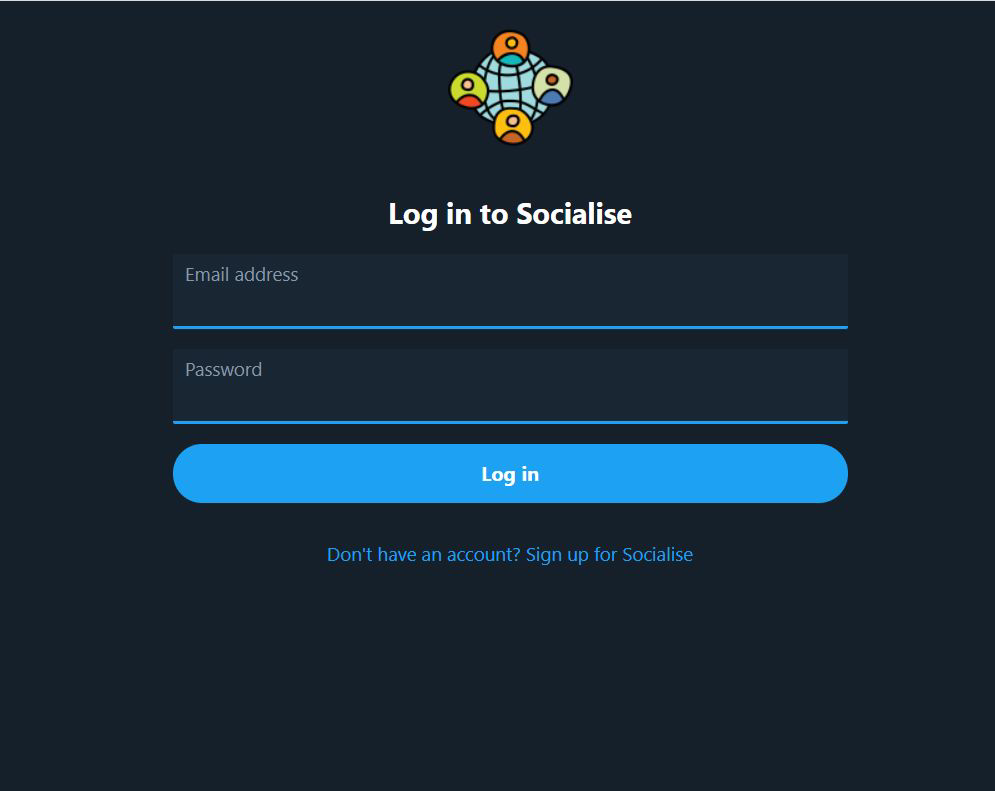 Log in to Socialise
Email address
Password
Log in
Don't have an account? Sign up for Socialise